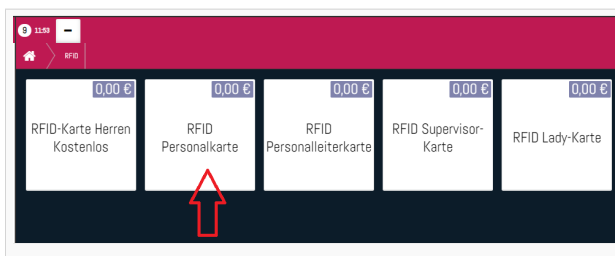 9 11:53 −
RFID
0,00 €
RFID-Karte Herren
Kostenlos
0,00 €
RFID
Personalkarte
0,00 €
RFID
Personalleiterkarte
0,00 €
RFID Supervisor-
Karte
0,00 €
RFID Lady-Karte